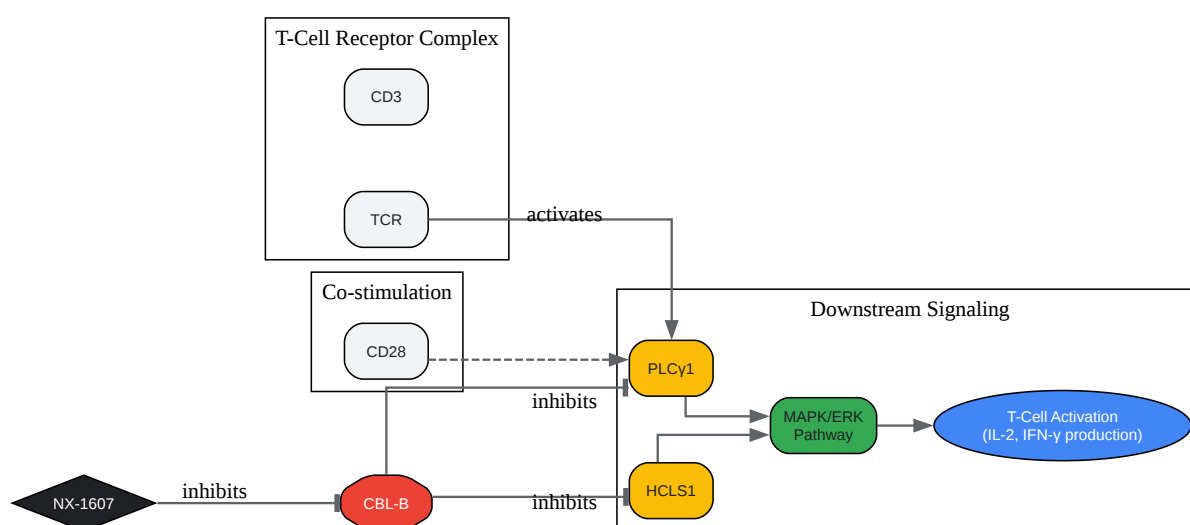 T-Cell Receptor Complex
CD3
TCR
activates
Co-stimulation
CD28
Downstream Signaling
PLCγ1
inhibits
MAPK/ERK
Pathway
T-Cell Activation
(IL-2, IFN-γ production)
NX-1607
inhibits
CBL-B
inhibits
HCLS1